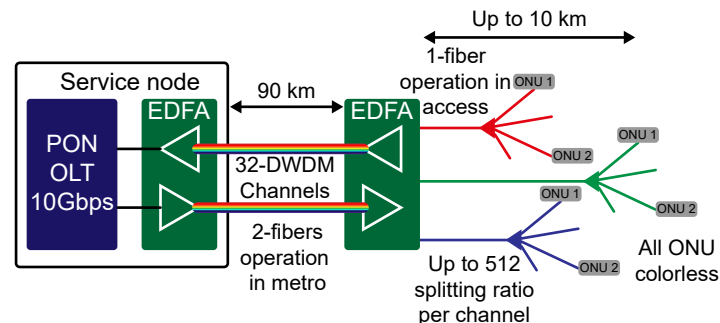 Up to 10 km
Service node
90 km
1-fiber
operation in
access
EDFA
EDFA
PON
OLT
10Gbps
32-DWDM
Channels
2-fibers
operation
in metro
ONU 1
ONU 2
ONU 1
ONU 2
ONU 1
ONU 2
Up to 512
splitting ratio
per channel
All ONU
colorless